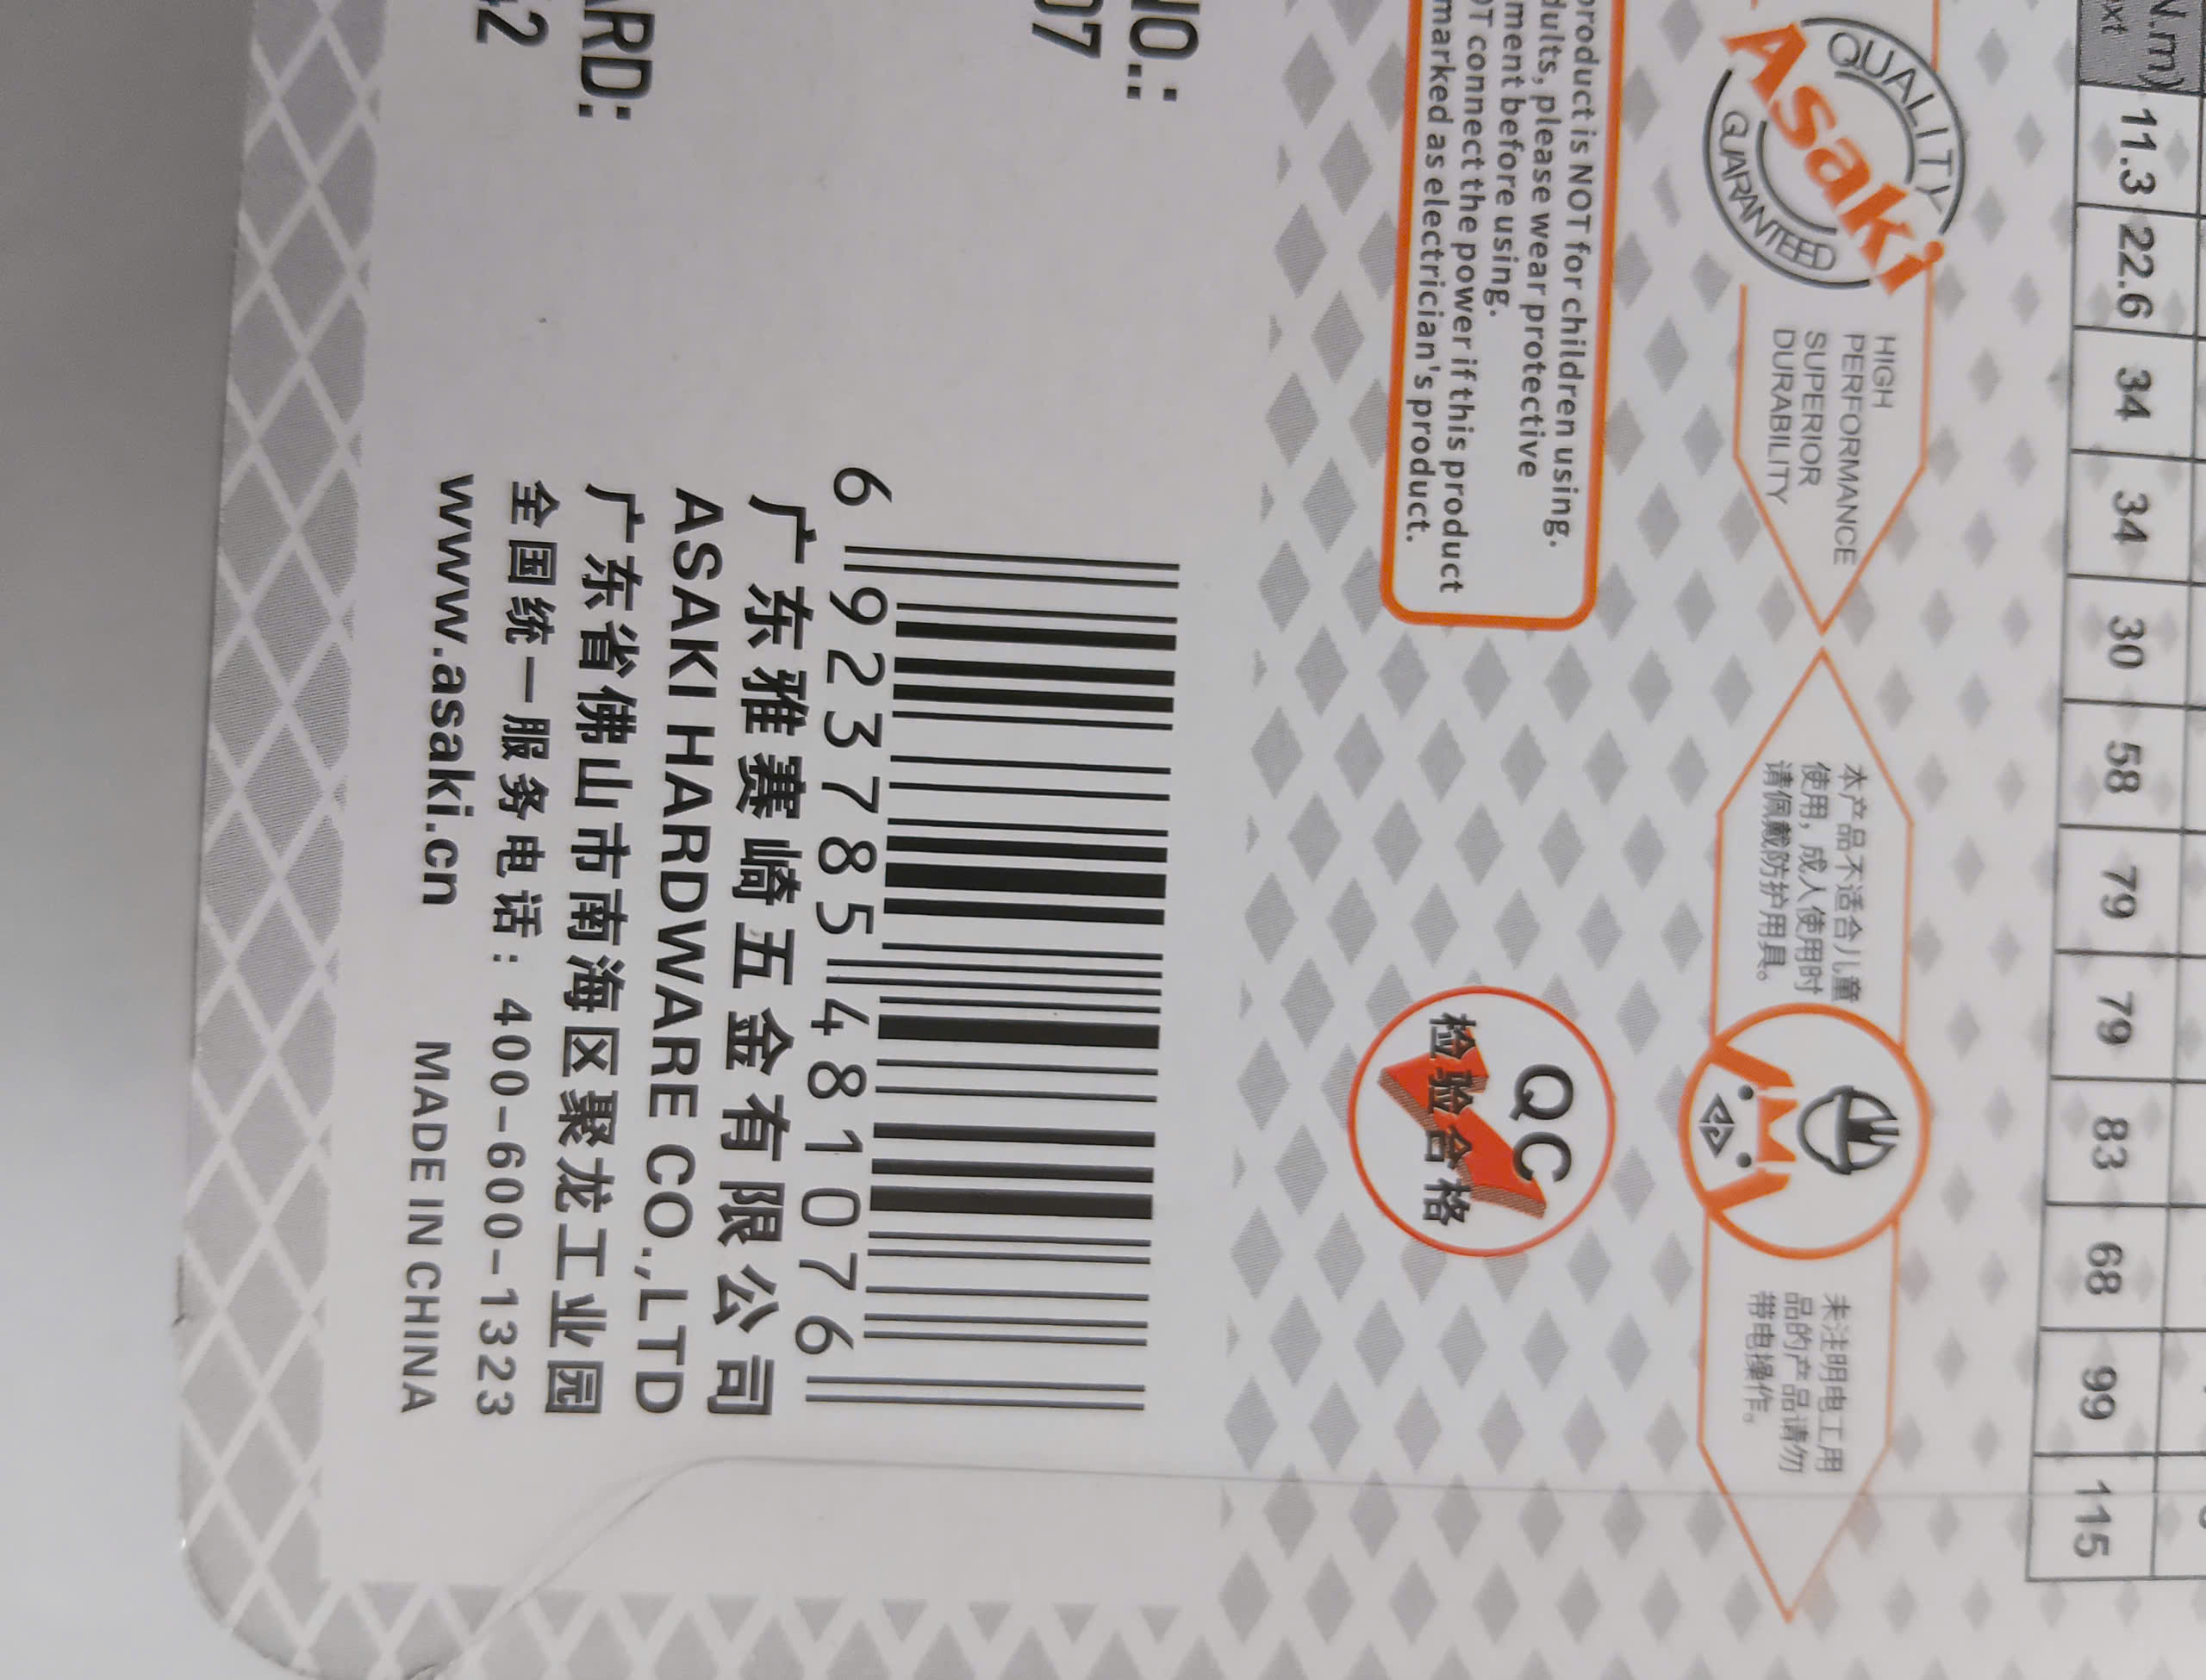 N.m)
xt
11.3
22.6
34
34
30
58
79
79
83
68
99
115
QUALITY
Asaki
GUARANTEED
HIGH
PERFORMANCE
SUPERIOR
DURABILITY
本产品不适合儿童
使用，成人使用时
请佩戴防护用具。
未注明电工用
品的产品请勿
带电操作。
product is NOT for children using.
dults, please wear protective
ment before using.
OT connect the power if this product
marked as electrician's product.
QC
检验合格
NO.:
07
ARD:
42
6 923785 481076
广东雅赛崎五金有限公司
ASAKI HARDWARE CO.,LTD
广东省佛山市南海区聚龙工业园
全国统一服务电话：400-600-1323
www.asaki.cn MADE IN CHINA